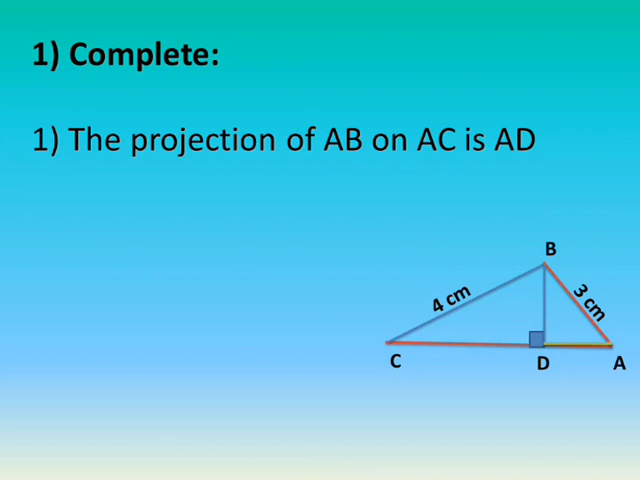 1) Complete:
1) The projection of AB on AC is AD
B
4 cm
3 cm
C
D
A